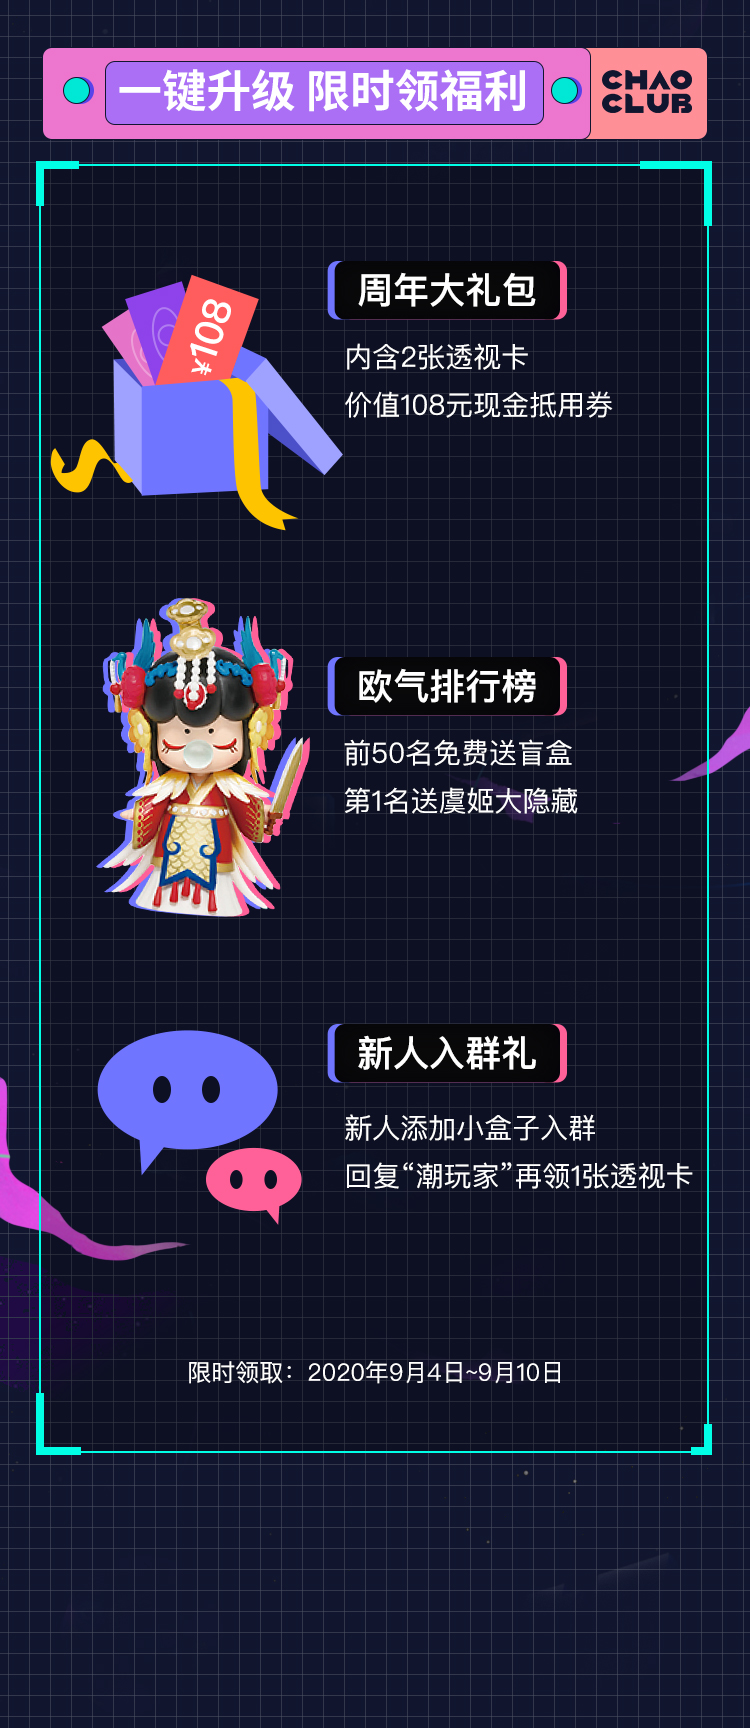 一键升级 限时领福利
CHAO
CLUB
周年大礼包
¥108
内含2张透视卡
价值108元现金抵用券
欧气排行榜
前50名免费送盲盒
第1名送虞姬大隐藏
新人入群礼
新人添加小盒子入群
回复“潮玩家”再领1张透视卡
限时领取：2020年9月4日~9月10日